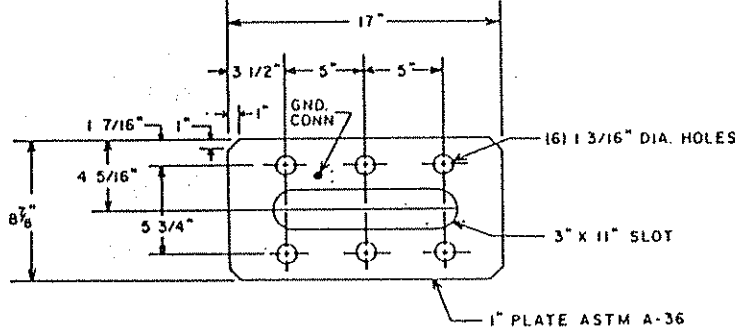 17"
3 1/2" 5" 5"
1" GND.
CONN
1 7/16" 1"
(6) 1 3/16" DIA. HOLES
4 5/16"
8 7/8"
5 3/4"
3" X 11" SLOT
1" PLATE ASTM A-36